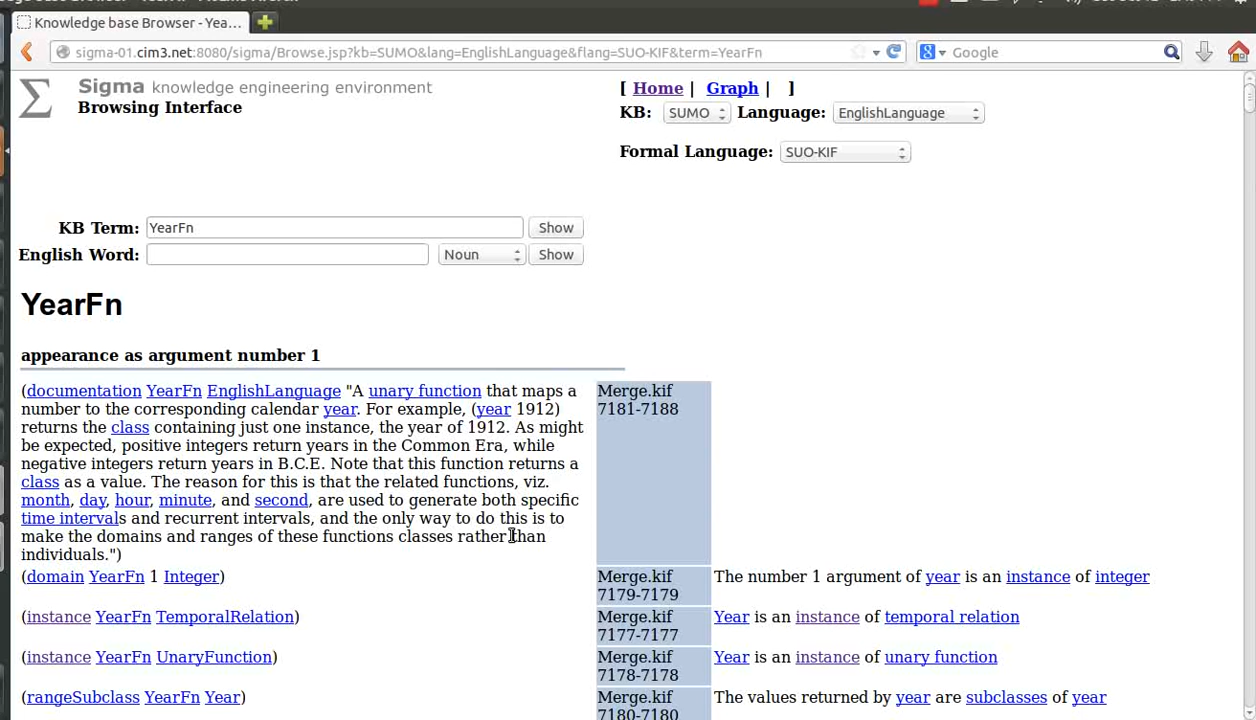 Knowledge base Browser - Yea...
sigma-01.cim3.net:8080/sigma/Browse.jsp?kb=SUMO&lang=EnglishLanguage&flang=SUO-KIF&term=YearFn
Google
Sigma knowledge engineering environment
Browsing Interface
[ Home | Graph | ]
KB: SUMO Language: EnglishLanguage
Formal Language: SUO-KIF
KB Term: YearFn Show
English Word: Noun Show
YearFn
appearance as argument number 1
(documentation YearFn EnglishLanguage "A unary function that maps a
number to the corresponding calendar year. For example, (year 1912)
returns the class containing just one instance, the year of 1912. As might
be expected, positive integers return years in the Common Era, while
negative integers return years in B.C.E. Note that this function returns a
class as a value. The reason for this is that the related functions, viz.
month, day, hour, minute, and second, are used to generate both specific
time intervals and recurrent intervals, and the only way to do this is to
make the domains and ranges of these functions classes rather than
individuals.")
Merge.kif
7181-7188
(domain YearFn 1 Integer)
Merge.kif
7179-7179
The number 1 argument of year is an instance of integer
(instance YearFn TemporalRelation)
Merge.kif
7177-7177
Year is an instance of temporal relation
(instance YearFn UnaryFunction)
Merge.kif
7178-7178
Year is an instance of unary function
(rangeSubclass YearFn Year)
Merge.kif
7180-7180
The values returned by year are subclasses of year